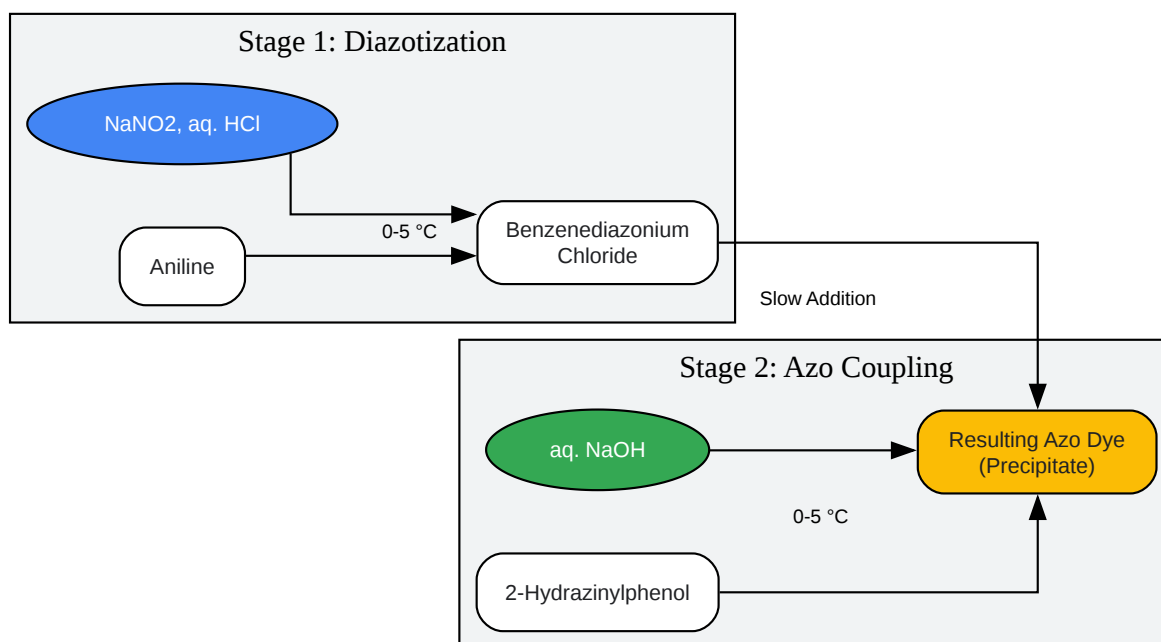 Stage 1: Diazotization
NaNO2, aq. HCl
0-5 °C
Aniline
Benzenediazonium
Chloride
Slow Addition
Stage 2: Azo Coupling
aq. NaOH
Resulting Azo Dye
(Precipitate)
0-5 °C
2-Hydrazinylphenol